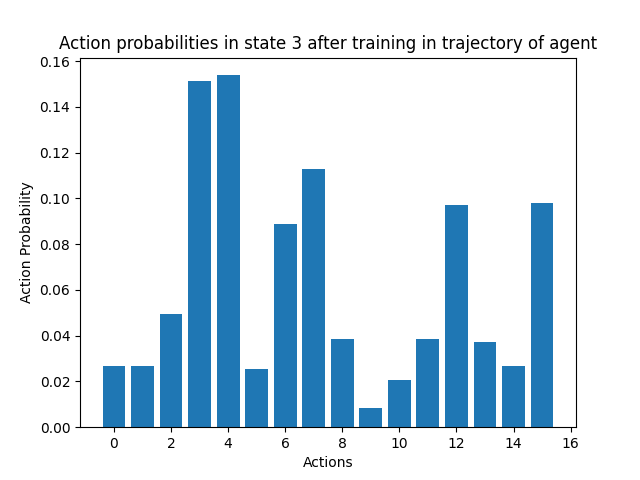 Action probabilities in state 3 after training in trajectory of agent
0.16
0.14
0.12
0.10
0.08
0.06
0.04
0.02
0.00
Action Probability
0 2 4 6 8 10 12 14 16
Actions